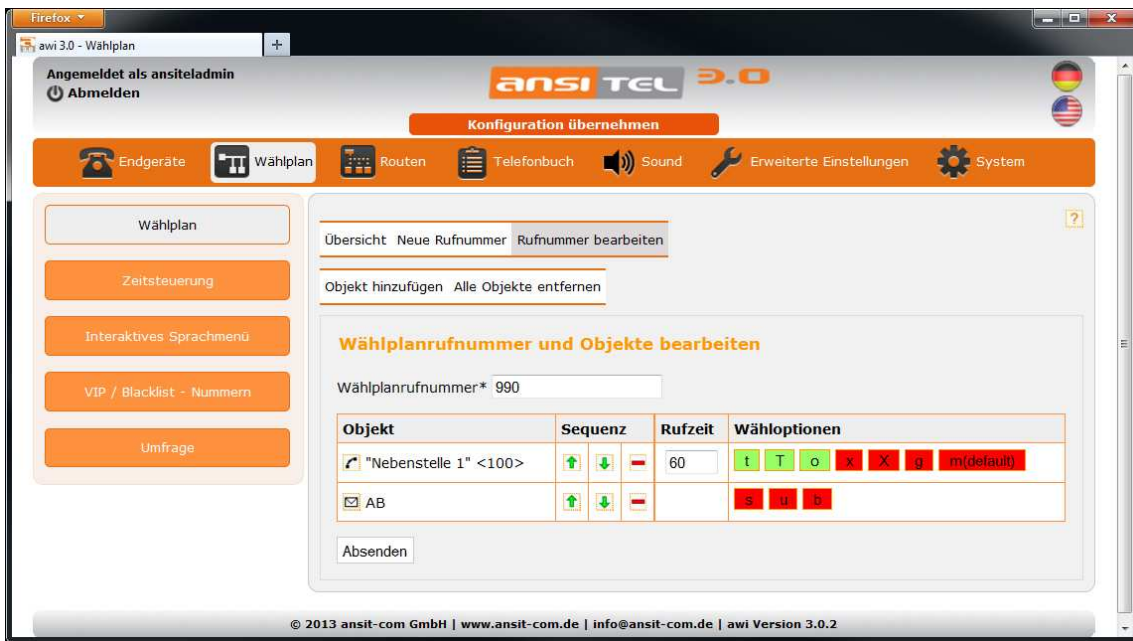 Firefox
awi 3.0 - Wählplan
Angemeldet als ansiteladmin
Abmelden
ansi TEL 3.0
Konfiguration übernehmen
Endgeräte Wählplan Routen Telefonbuch Sound Erweiterte Einstellungen System
Wählplan
Zeitsteuerung
Interaktives Sprachmenü
VIP / Blacklist - Nummern
Umfrage
?
Übersicht Neue Rufnummer Rufnummer bearbeiten
Objekt hinzufügen Alle Objekte entfernen
Wählplanrufnummer und Objekte bearbeiten
Wählplanrufnummer* 990
Objekt Sequenz Rufzeit Wähloptionen
"Nebenstelle 1" <100> 60 t T o x X g m(default)
AB s u b
Absenden
© 2013 ansit-com GmbH | www.ansit-com.de | info@ansit-com.de | awi Version 3.0.2